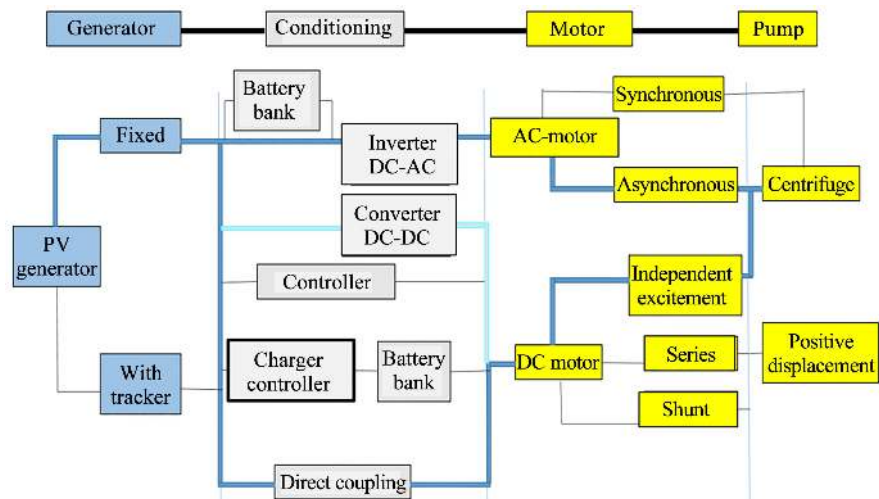 Generator
Conditioning
Motor
Pump
Battery
bank
Synchronous
Fixed
Inverter
DC-AC
AC-motor
Asynchronous
Centrifuge
Converter
DC-DC
PV
generator
Controller
Independent
excitement
Charger
controller
Battery
bank
DC motor
Series
Positive
displacement
With
tracker
Shunt
Direct coupling